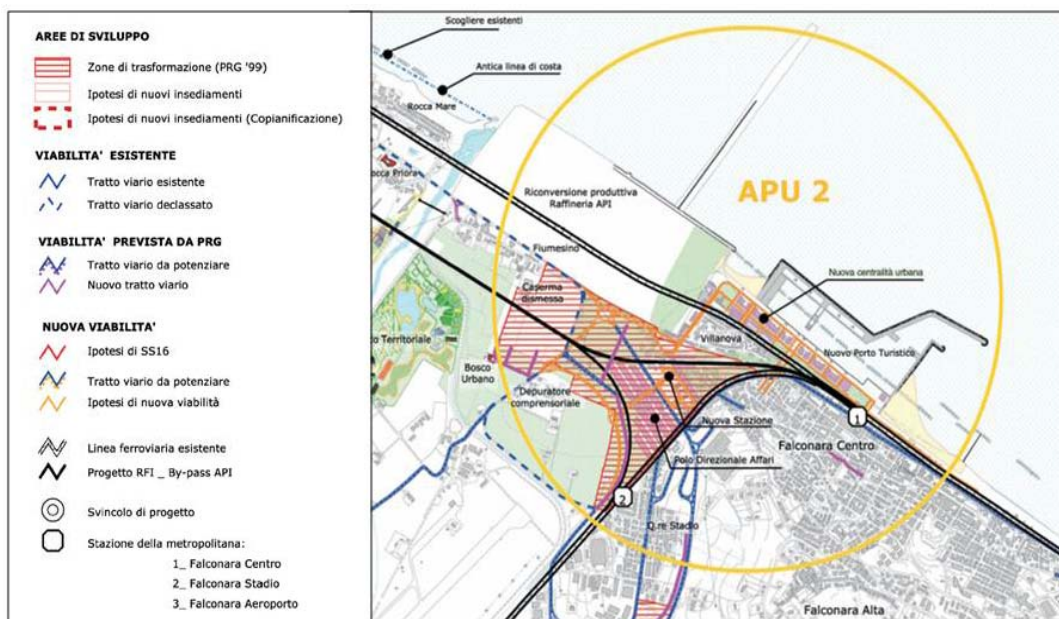 AREE DI SVILUPPO
Zone di trasformazione (PRG '99)
Ipotesi di nuovi insediamenti
Ipotesi di nuovi insediamenti (Copianificazione)
VIABILITA' ESISTENTE
Tratto viario esistente
Tratto viario declassato
VIABILITA' PREVISTA DA PRG
Tratto viario da potenziare
Nuovo tratto viario
NUOVA VIABILITA'
Ipotesi di SS16
Tratto viario da potenziare
Ipotesi di nuova viabilità
Linea ferroviaria esistente
Progetto RFI _ By-pass API
Svincolo di progetto
Stazione della metropolitana:
1_ Falconara Centro
2_ Falconara Stadio
3_ Falconara Aeroporto
Scogliere esistenti
Antica linea di costa
Rocca Mare
occa Priora
Riconversione produttiva
Raffineria API
APU 2
Fiumesino
Nuova centralità urbana
Caserma
dismessa
Villanova
Nuovo Porto Turistico
to Territoriale
Bosco
Urbano
Depuratore
comprensoriale
Nuova Stazione
1
Falconara Centro
Polo Direzionale Affari
2
Q.re Stadio
Falconara Alta